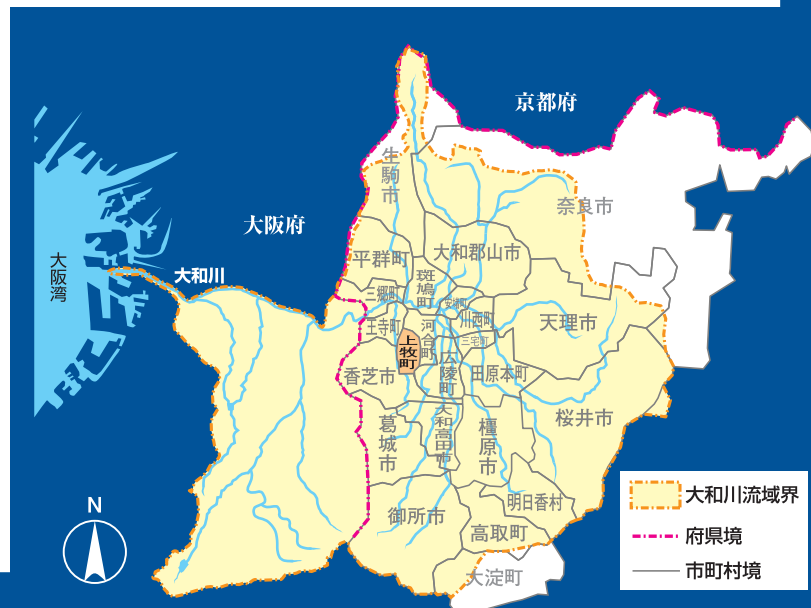 京都府
生駒市
奈良市
大阪府
平群町
大和郡山市
大阪湾
大和川
斑鳩町
三郷町
安堵町
川西町
王寺町
河合町
三宅町
天理市
上牧町
広陵町
香芝市
田原本町
大和高田市
葛城市
橿原市
桜井市
明日香村
御所市
高取町
大淀町
N
大和川流域界
府県境
市町村境